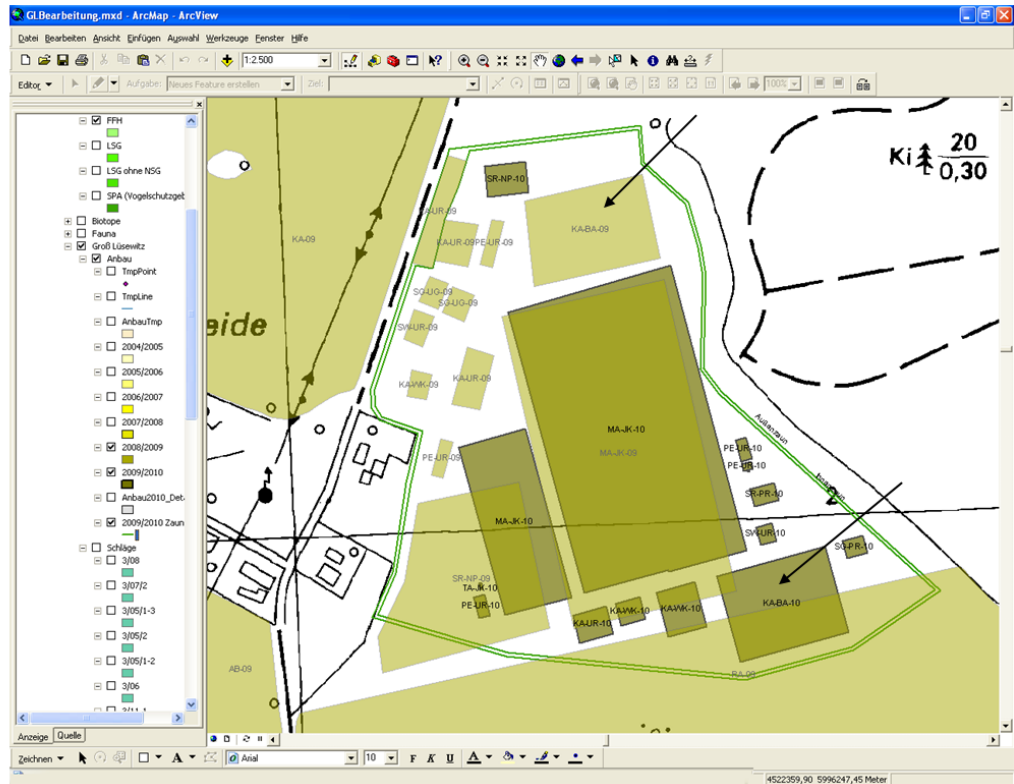 GLBearbeitung.mxd - ArcMap - ArcView
Datei Bearbeiten Ansicht Einfügen Auswahl Werkzeuge Fenster Hilfe
1:2.500
Editor Aufgabe: Neues Feature erstellen Ziel: 100%
FFH
LSG
LSG ohne NSG
SPA (Vogelschutzgeb
Biotope
Fauna
Groß Lüsewitz
Anbau
TmpPoint
TmpLine
AnbauTmp
2004/2005
2005/2006
2006/2007
2007/2008
2008/2009
2009/2010
Anbau2010_Det
2009/2010 Zaun
Schläge
3/08
3/07/2
3/05/1-3
3/05/2
3/05/1-2
3/06
Anzeige Quelle
Ki 20
0,30
SR-NP-10
KA-UR-09 PE-UR-09
KA-BA-09
KA-09
SG-UG-09
SG-UG-09
SW-UR-09
eide
KA-WK-09
KA-UR-09
MA-JK-10
MA-JK-09
Außenzaun
PE-UR-09
PE-UR-10
PE-UR-10
SR-PR-10
MA-JK-10
SW-UR-10
SG-PR-10
SR-NP-09
TA-JK-10
PE-UR-10
KA-UR-10
KA-WK-10
KA-WK-10
KA-BA-10
AB-09
RA-09
Zeichnen A Arial 10 F K U A
4522359,90 5996247,45 Meter